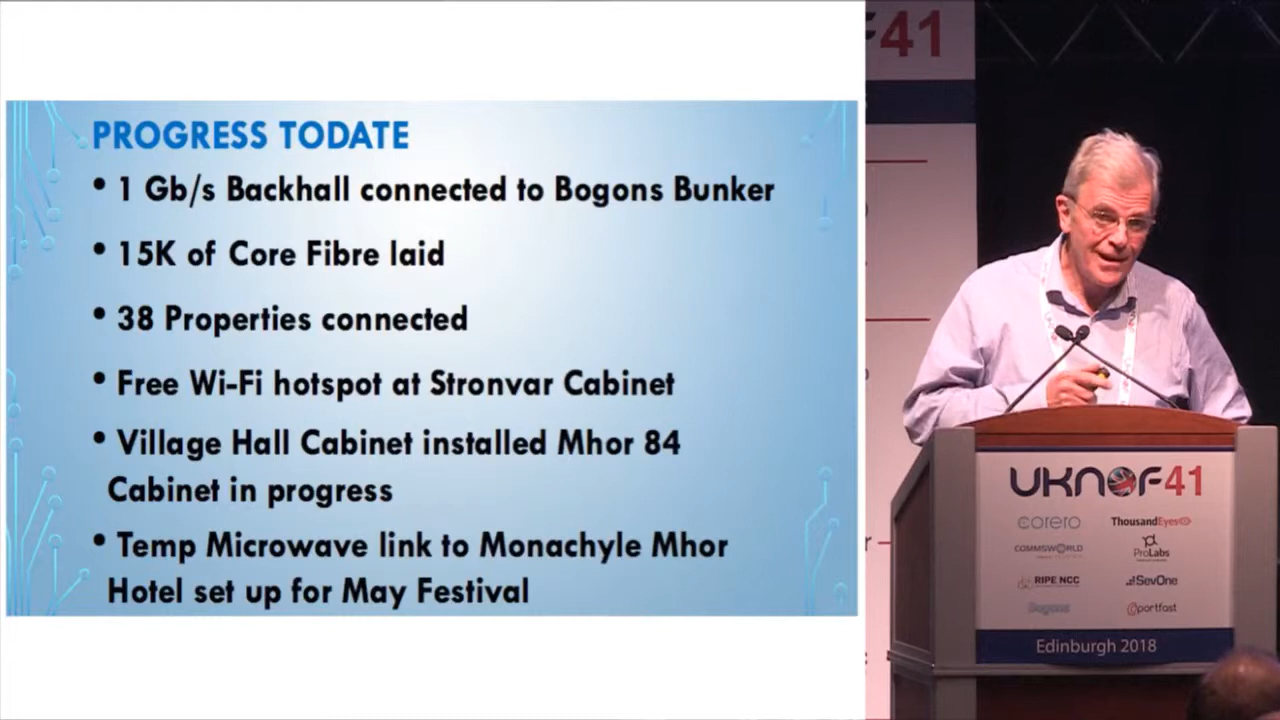 PROGRESS TODATE
• 1 Gb/s Backhall connected to Bogons Bunker
• 15K of Core Fibre laid
• 38 Properties connected
• Free Wi-Fi hotspot at Stronvar Cabinet
• Village Hall Cabinet installed Mhor 84
Cabinet in progress
• Temp Microwave link to Monachyle Mhor
Hotel set up for May Festival
41
UKNOF41
corero ThousandEyes
COMMSWORLD ProLabs
RIPE NCC SevOne
Bogons portfast
Edinburgh 2018